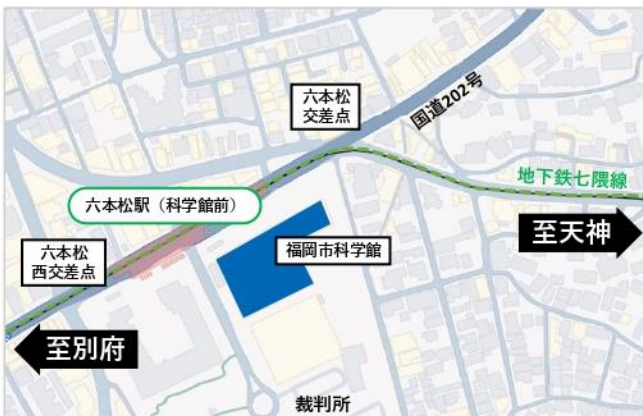 六本松
交差点
国道202号
地下鉄七隈線
六本松駅（科学館前）
至天神
六本松
西交差点
福岡市科学館
至別府
裁判所